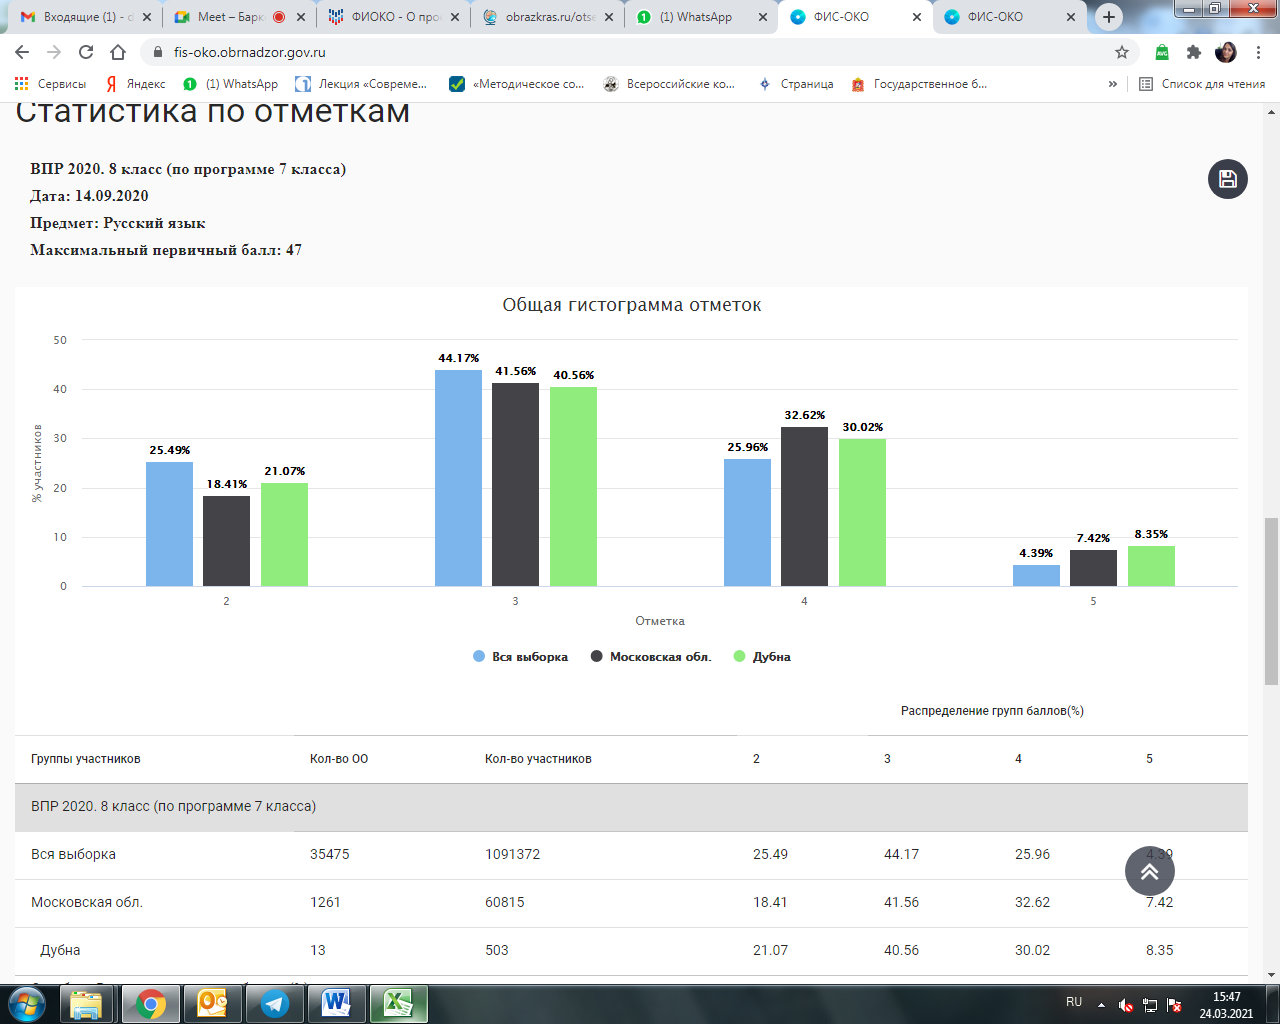 Входящие (1) - d
Meet – Барк
ФИОКО - О про
obrazkras.ru/otse
(1) WhatsApp
ФИС-ОКО
ФИС-ОКО
fis-oko.obrnadzor.gov.ru
Сервисы
Яндекс
(1) WhatsApp
Лекция «Совреме...
«Методическое со...
Всероссийские ко...
Страница
Государственное б...
»
Список для чтения
Статистика по отметкам
ВПР 2020. 8 класс (по программе 7 класса)
Дата: 14.09.2020
Предмет: Русский язык
Максимальный первичный балл: 47
Общая гистограмма отметок
% участников
50
40
30
20
10
0
25.49%
18.41%
21.07%
44.17%
41.56%
40.56%
25.96%
32.62%
30.02%
4.39%
7.42%
8.35%
2 3 4 5
Отметка
Вся выборка Московская обл. Дубна
Распределение групп баллов(%)
Группы участников Кол-во ОО Кол-во участников 2 3 4 5
ВПР 2020. 8 класс (по программе 7 класса)
Вся выборка 35475 1091372 25.49 44.17 25.96 4.39
Московская обл. 1261 60815 18.41 41.56 32.62 7.42
Дубна 13 503 21.07 40.56 30.02 8.35
RU
15:47
24.03.2021